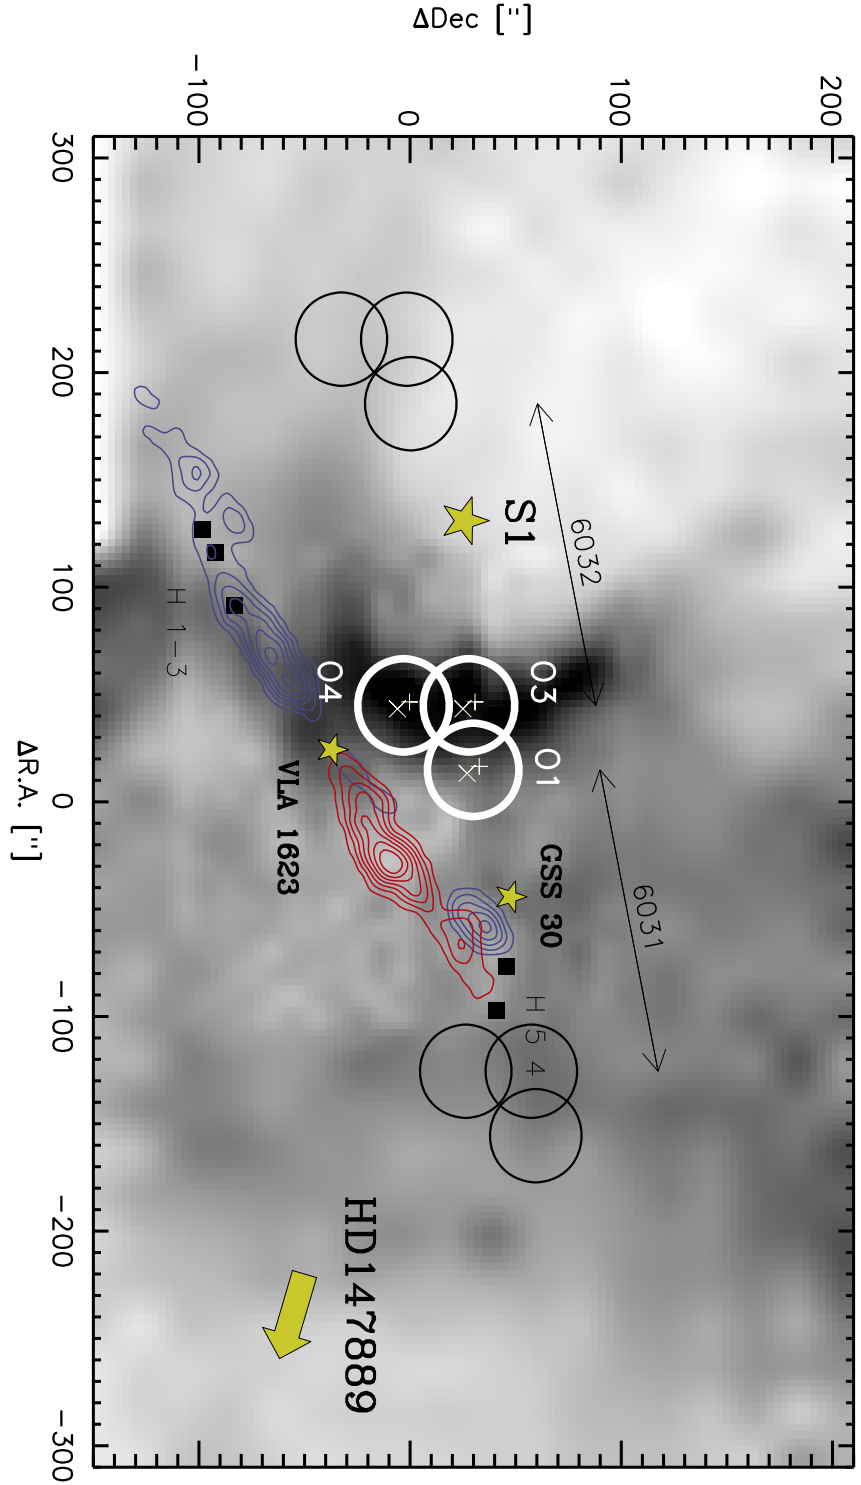 ΔDec ["]
−100
0
100
200
300
200
100
0
−100
−200
−300
ΔR.A. ["]
S1
6032
H 1−3
O4
O3
O1
VLA 1623
GSS 30
6031
H 5 4
HD147889